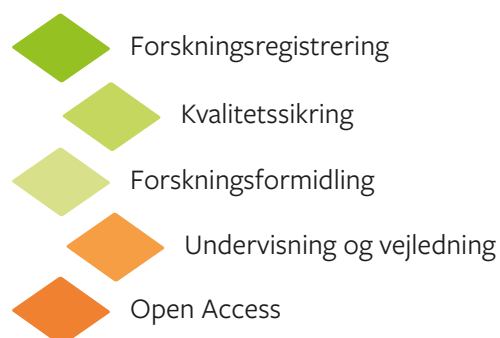 Forskningsregistrering
Kvalitetssikring
Forskningsformidling
Undervisning og vejledning
Open Access